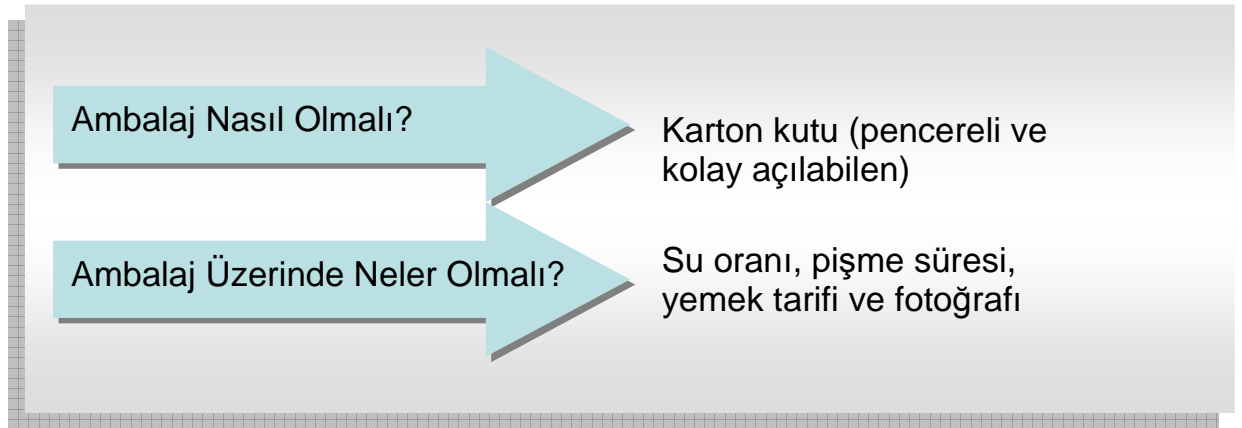 Ambalaj Nasıl Olmalı?
Karton kutu (pencereli ve
kolay açılabilen)
Ambalaj Üzerinde Neler Olmalı?
Su oranı, pişme süresi,
yemek tarifi ve fotoğrafı